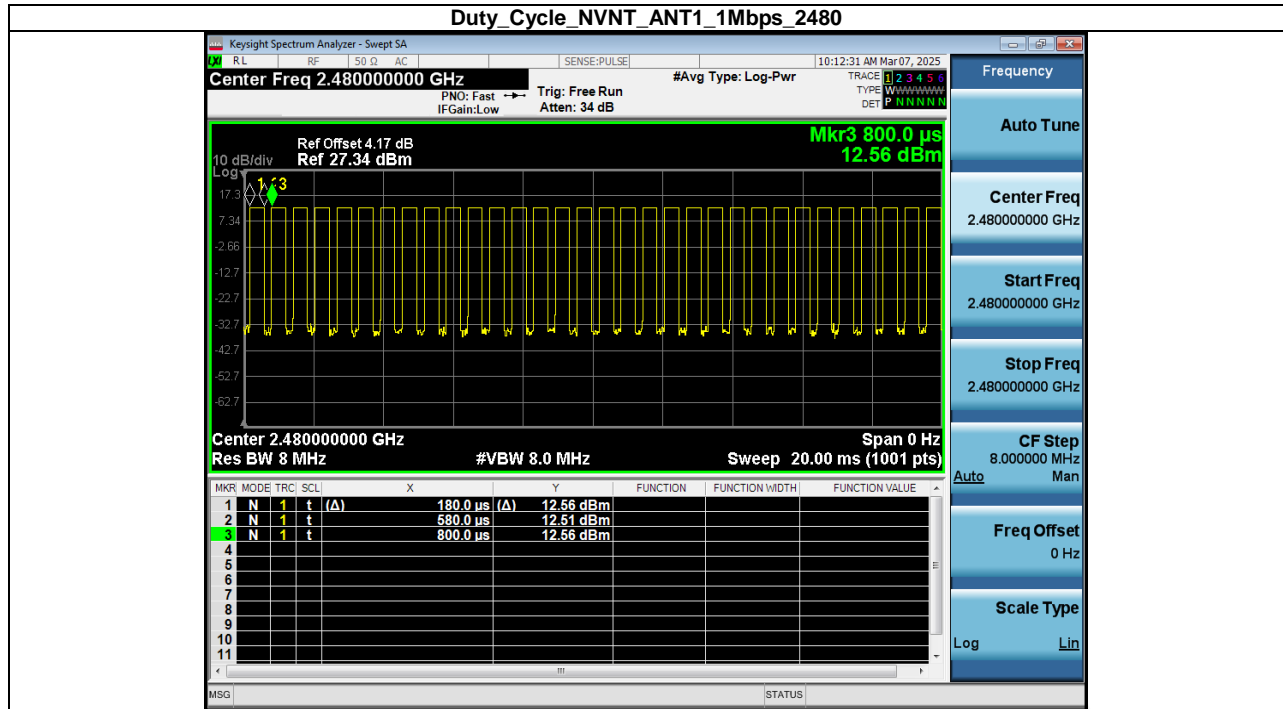 Duty_Cycle_NVNT_ANT1_1Mbps_2480
Keysight Spectrum Analyzer - Swept SA
RL RF 50 Ω AC SENSE:PULSE 10:12:31 AM Mar 07, 2025
Center Freq 2.480000000 GHz #Avg Type: Log-Pwr TRACE 1 2 3 4 5 6
PNO: Fast Trig: Free Run TYPE WWWWWW
IFGain:Low Atten: 34 dB DET P N N N N N
Mkr3 800.0 µs
12.56 dBm
Ref Offset 4.17 dB
10 dB/div Ref 27.34 dBm
Log
17.3
7.34
-2.66
-12.7
-22.7
-32.7
-42.7
-52.7
-62.7
Center 2.480000000 GHz Span 0 Hz
Res BW 8 MHz #VBW 8.0 MHz Sweep 20.00 ms (1001 pts)
MKR MODE TRC SCL X Y FUNCTION FUNCTION WIDTH FUNCTION VALUE
1 N 1 t (Δ) 180.0 µs (Δ) 12.56 dBm
2 N 1 t 580.0 µs 12.51 dBm
3 N 1 t 800.0 µs 12.56 dBm
4
5
6
7
8
9
10
11
MSG STATUS
Frequency
Auto Tune
Center Freq
2.480000000 GHz
Start Freq
2.480000000 GHz
Stop Freq
2.480000000 GHz
CF Step
8.000000 MHz
Auto Man
Freq Offset
0 Hz
Scale Type
Log Lin